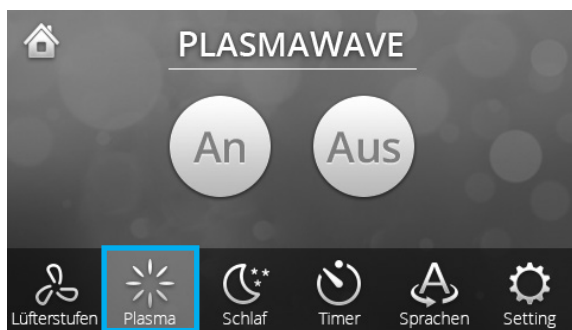 PLASMAWAVE
An Aus
Lüfterstufen Plasma Schlaf Timer Sprachen Setting